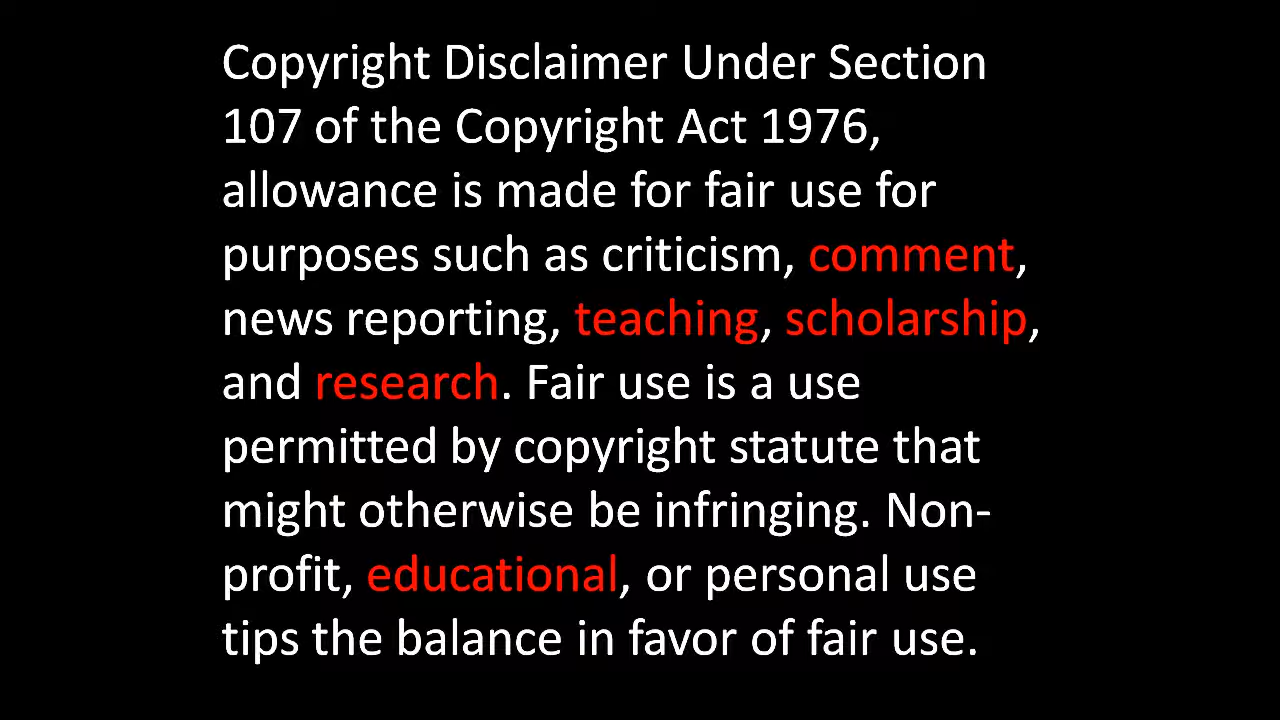 Copyright Disclaimer Under Section
107 of the Copyright Act 1976,
allowance is made for fair use for
purposes such as criticism, comment,
news reporting, teaching, scholarship,
and research. Fair use is a use
permitted by copyright statute that
might otherwise be infringing. Non-
profit, educational, or personal use
tips the balance in favor of fair use.